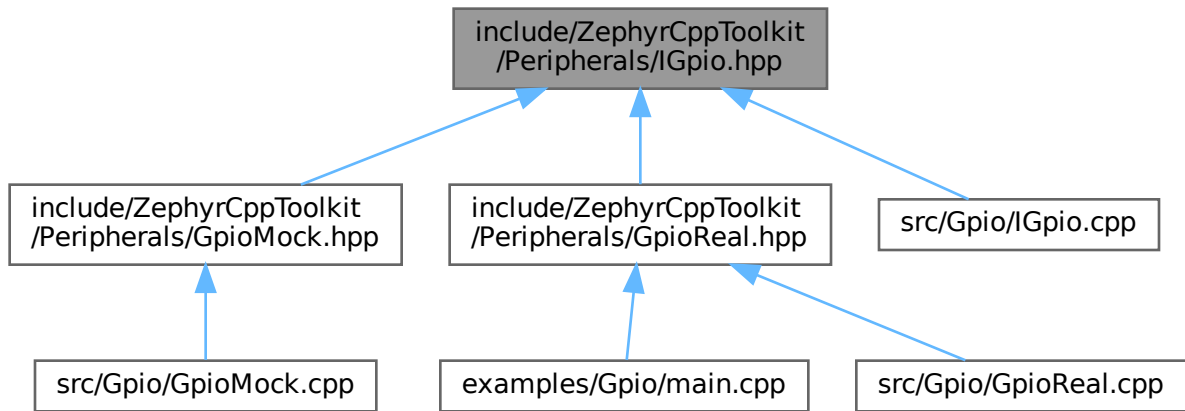 include/ZephyrCppToolkit
/Peripherals/IGpio.hpp
include/ZephyrCppToolkit
/Peripherals/GpioMock.hpp
include/ZephyrCppToolkit
/Peripherals/GpioReal.hpp
src/Gpio/IGpio.cpp
src/Gpio/GpioMock.cpp
examples/Gpio/main.cpp
src/Gpio/GpioReal.cpp